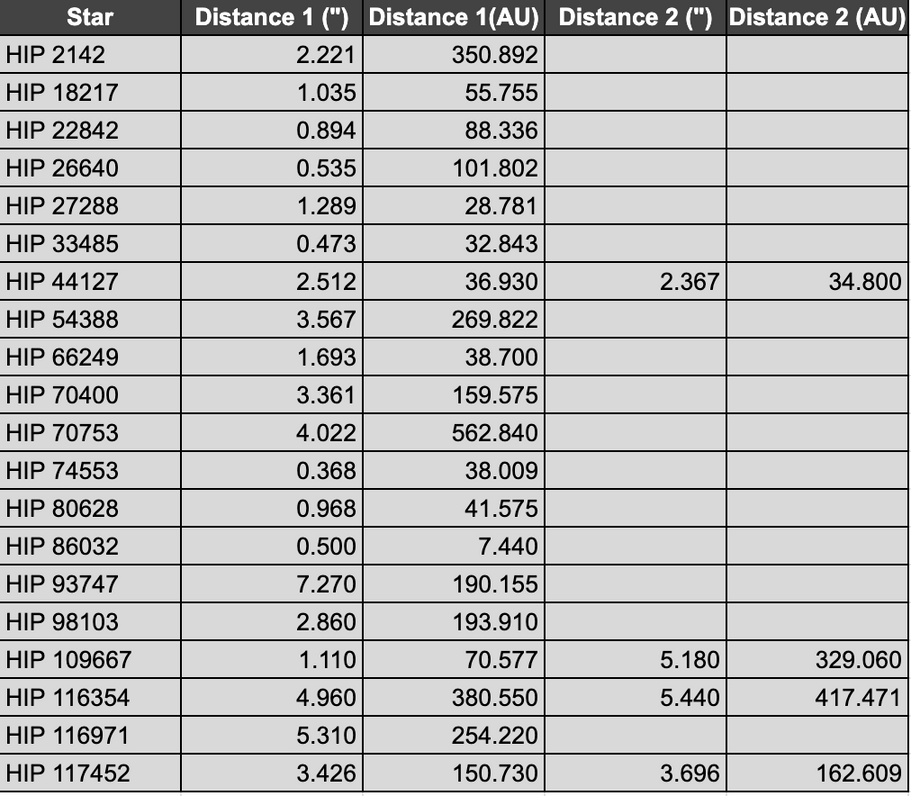 Star Distance 1 (") Distance 1(AU) Distance 2 (") Distance 2 (AU)
HIP 2142 2.221 350.892
HIP 18217 1.035 55.755
HIP 22842 0.894 88.336
HIP 26640 0.535 101.802
HIP 27288 1.289 28.781
HIP 33485 0.473 32.843
HIP 44127 2.512 36.930 2.367 34.800
HIP 54388 3.567 269.822
HIP 66249 1.693 38.700
HIP 70400 3.361 159.575
HIP 70753 4.022 562.840
HIP 74553 0.368 38.009
HIP 80628 0.968 41.575
HIP 86032 0.500 7.440
HIP 93747 7.270 190.155
HIP 98103 2.860 193.910
HIP 109667 1.110 70.577 5.180 329.060
HIP 116354 4.960 380.550 5.440 417.471
HIP 116971 5.310 254.220
HIP 117452 3.426 150.730 3.696 162.609